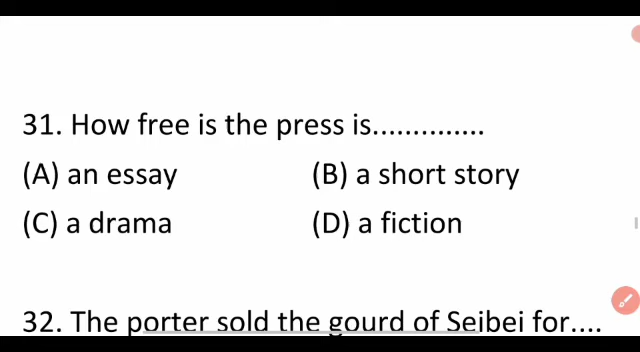 31. How free is the press is..............
(A) an essay (B) a short story
(C) a drama (D) a fiction
32. The porter sold the gourd of Seibei for....